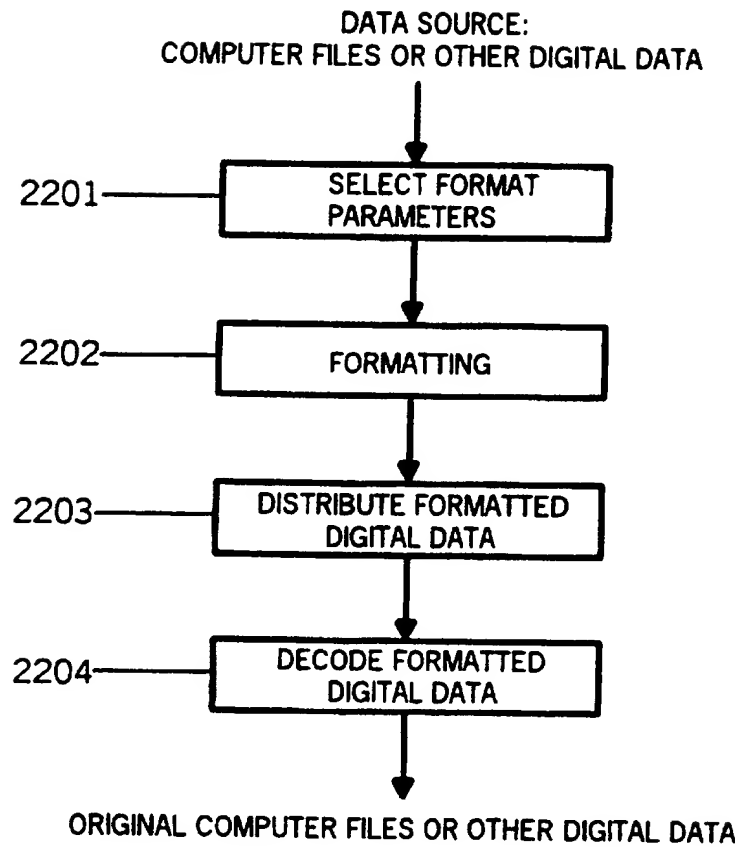 DATA SOURCE:
COMPUTER FILES OR OTHER DIGITAL DATA
2201
SELECT FORMAT
PARAMETERS
2202
FORMATTING
2203
DISTRIBUTE FORMATTED
DIGITAL DATA
2204
DECODE FORMATTED
DIGITAL DATA
ORIGINAL COMPUTER FILES OR OTHER DIGITAL DATA